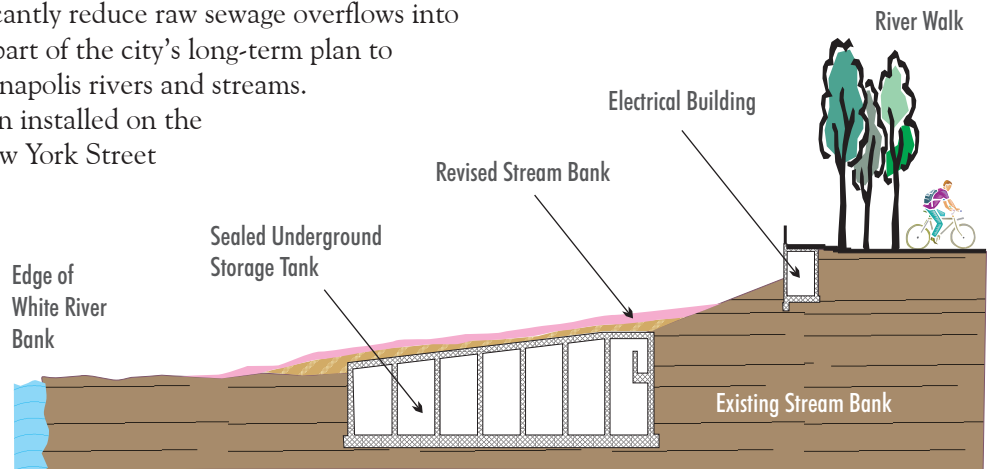 cantly reduce raw sewage overflows into
part of the city's long-term plan to
napolis rivers and streams.
n installed on the
w York Street
River Walk
Electrical Building
Revised Stream Bank
Sealed Underground
Storage Tank
Edge of
White River
Bank
Existing Stream Bank